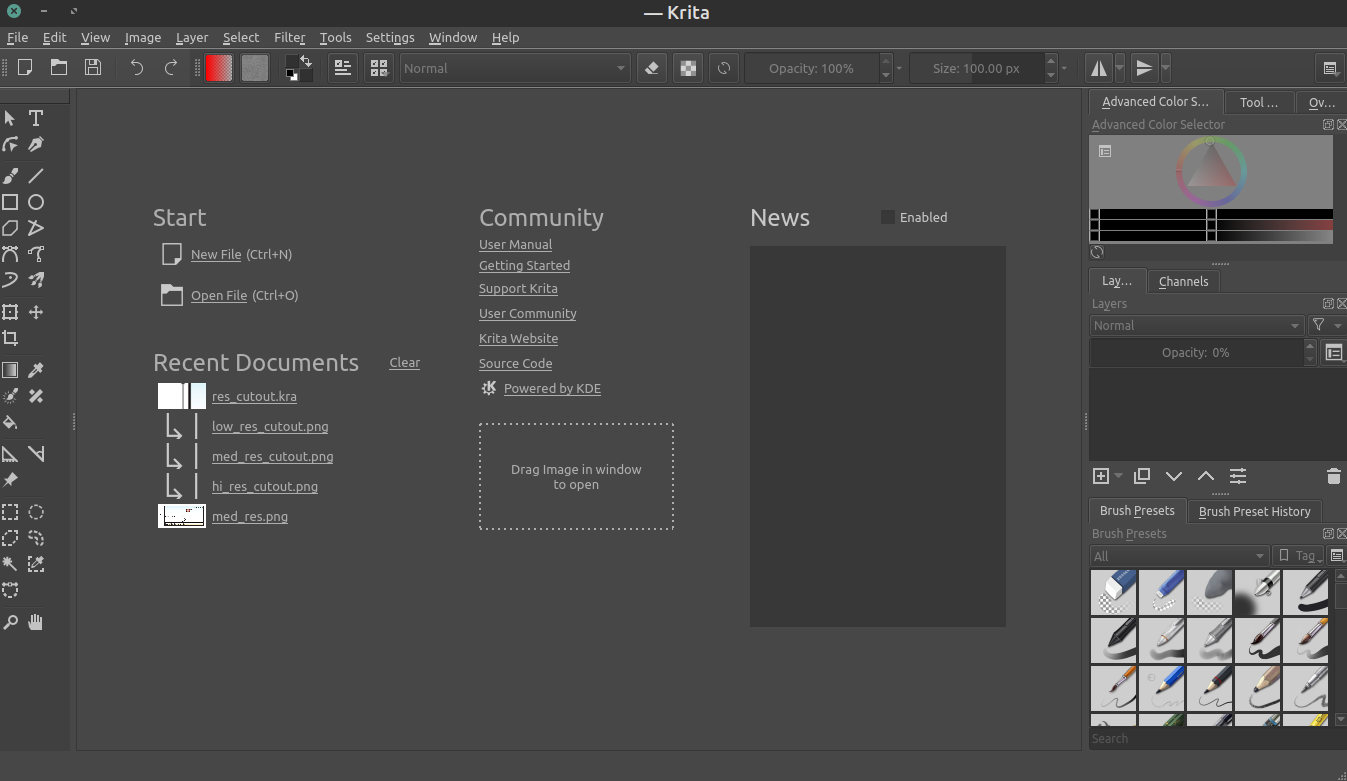 — Krita
File Edit View Image Layer Select Filter Tools Settings Window Help
Normal Opacity: 100% Size: 100.00 px
Advanced Color S... Tool ... Ov...
Advanced Color Selector
Start
New File (Ctrl+N)
Open File (Ctrl+O)
Recent Documents Clear
res_cutout.kra
low_res_cutout.png
med_res_cutout.png
hi_res_cutout.png
med_res.png
Community
User Manual
Getting Started
Support Krita
User Community
Krita Website
Source Code
Powered by KDE
Drag Image in window
to open
News Enabled
Lay... Channels
Layers
Normal
Opacity: 0%
Brush Presets Brush Preset History
Brush Presets
All Tag
Search